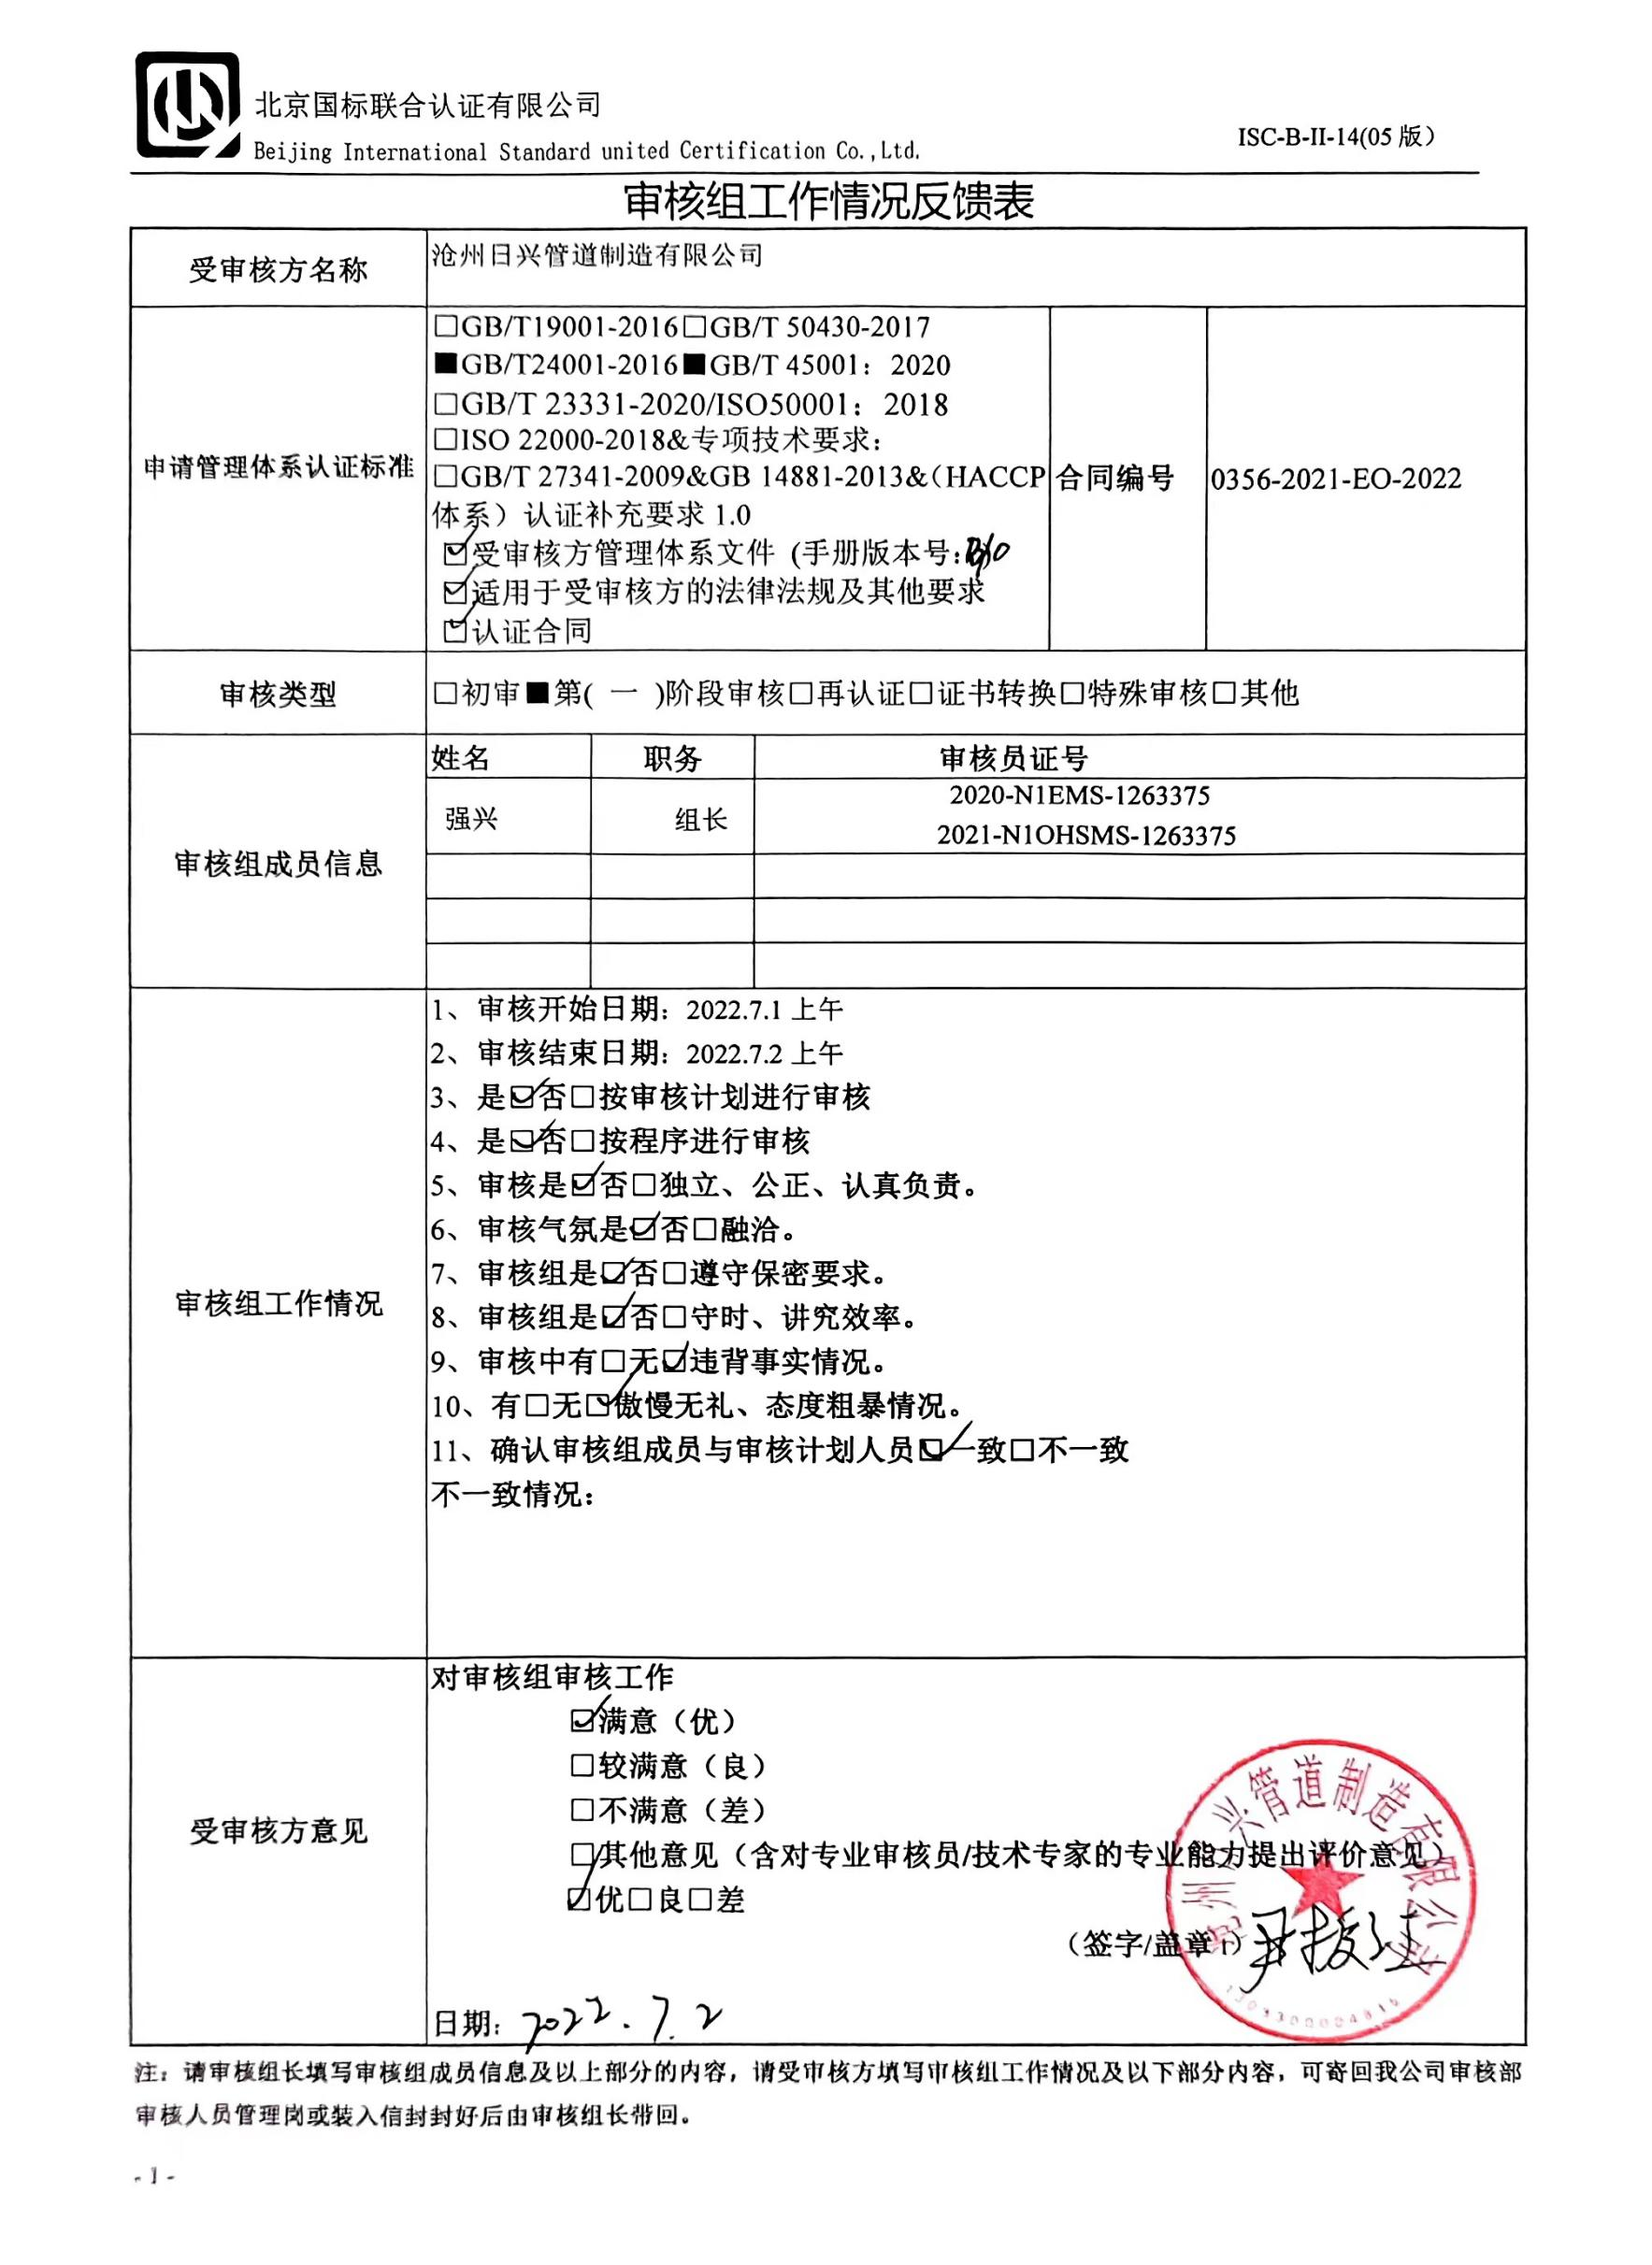 北京国标联合认证有限公司
Beijing International Standard united Certification Co.,Ltd.
ISC-B-II-14(05 版)
审核组工作情况反馈表
受审核方名称
沧州日兴管道制造有限公司
申请管理体系认证标准
□GB/T19001-2016□GB/T 50430-2017
■GB/T24001-2016■GB/T 45001：2020
□GB/T 23331-2020/ISO50001：2018
□ISO 22000-2018&专项技术要求:
□GB/T 27341-2009&GB 14881-2013&（HACCP
体系）认证补充要求 1.0
☑受审核方管理体系文件 (手册版本号:B/0)
☑适用于受审核方的法律法规及其他要求
☑认证合同
合同编号
0356-2021-EO-2022
审核类型
□初审■第( 一 )阶段审核□再认证□证书转换□特殊审核□其他
审核组成员信息
姓名 职务 审核员证号
强兴 组长
2020-N1EMS-1263375
2021-N1OHSMS-1263375
审核组工作情况
1、审核开始日期：2022.7.1 上午
2、审核结束日期：2022.7.2 上午
3、是☑否□按审核计划进行审核
4、是☑否□按程序进行审核
5、审核是☑否□独立、公正、认真负责。
6、审核气氛是☑否□融洽。
7、审核组是☑否□遵守保密要求。
8、审核组是☑否□守时、讲究效率。
9、审核中有□无☑违背事实情况。
10、有□无☑傲慢无礼、态度粗暴情况。
11、确认审核组成员与审核计划人员☑一致□不一致
不一致情况：
受审核方意见
对审核组审核工作
☑满意（优）
□较满意（良）
□不满意（差）
□其他意见（含对专业审核员/技术专家的专业能力提出评价意见）
☑优□良□差
（签字/盖章）
沧州日兴管道制造有限公司
日期: 2022.7.2
注：请审核组长填写审核组成员信息及以上部分的内容，请受审核方填写审核组工作情况及以下部分内容，可寄回我公司审核部
审核人员管理岗或装入信封封好后由审核组长带回。
- 1 -